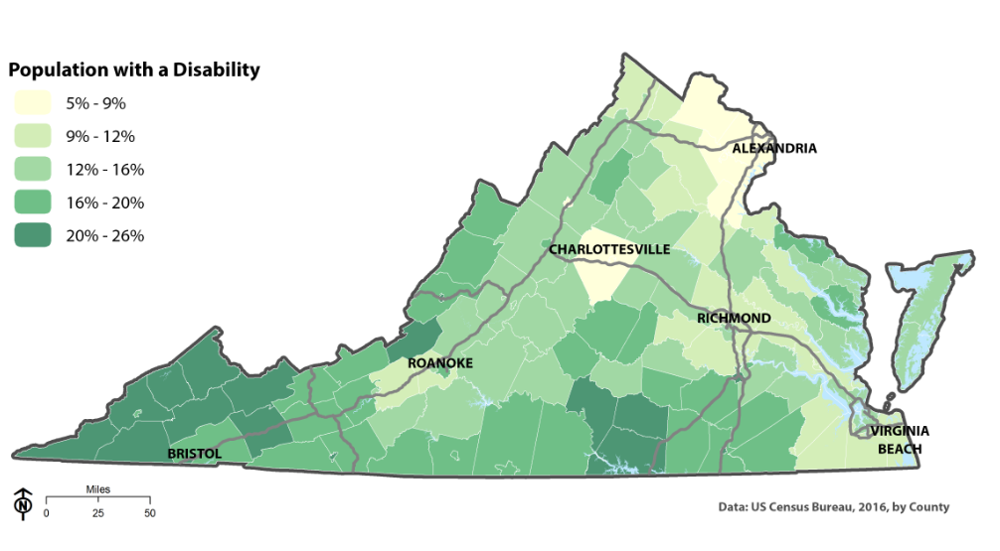 Population with a Disability
5% - 9%
9% - 12%
12% - 16%
16% - 20%
20% - 26%
ALEXANDRIA
CHARLOTTESVILLE
RICHMOND
ROANOKE
VIRGINIA
BEACH
BRISTOL
N
Miles
0 25 50
Data: US Census Bureau, 2016, by County